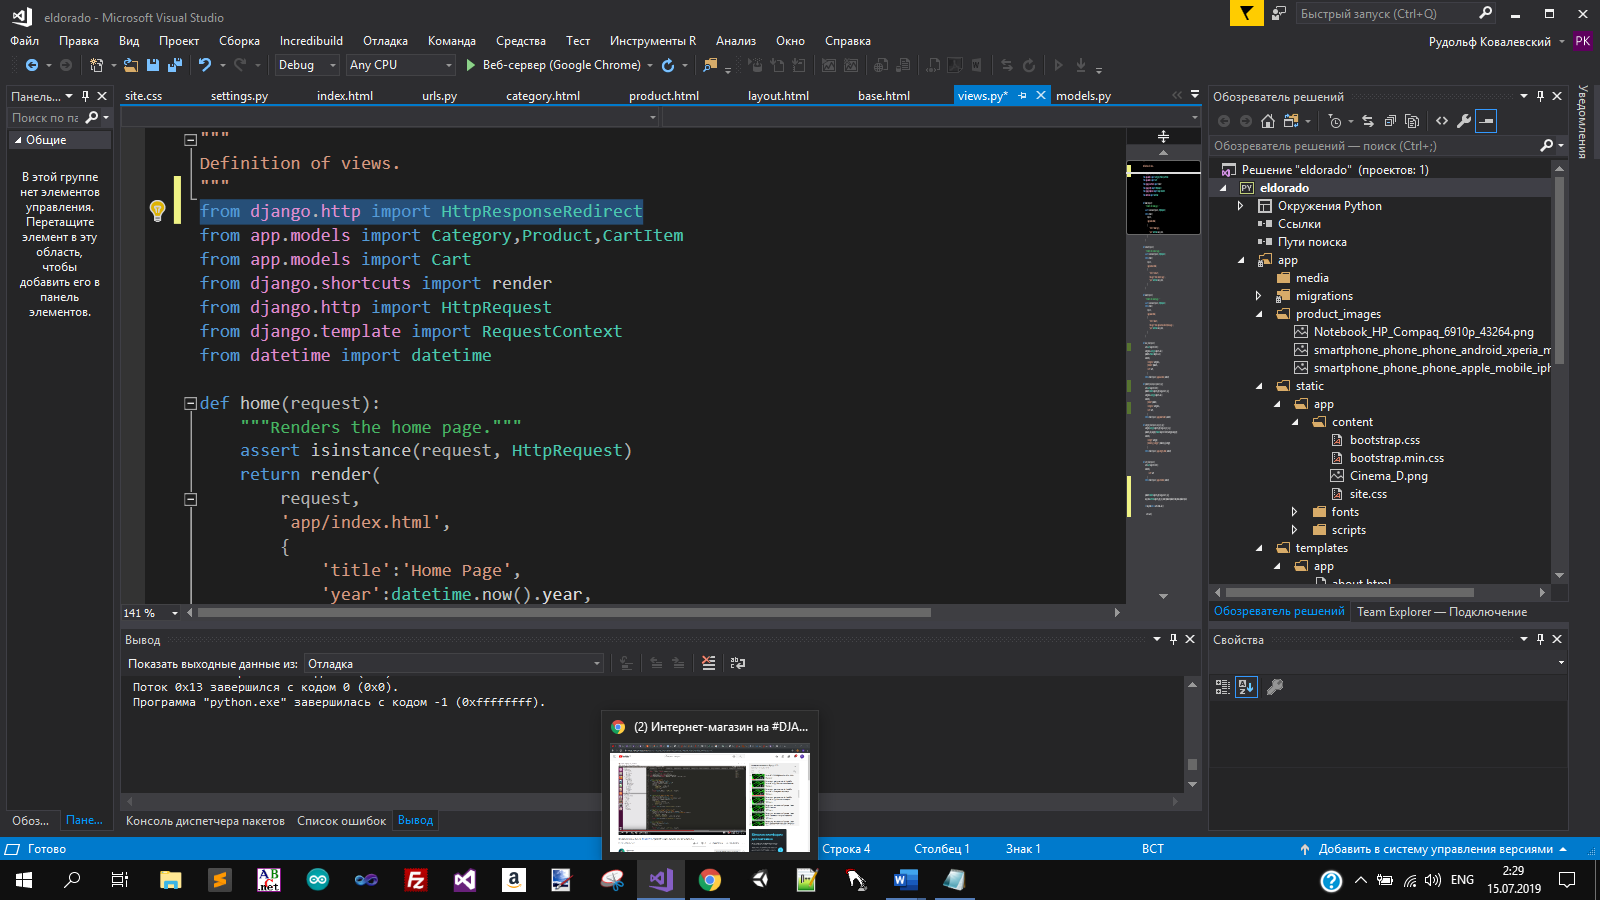 eldorado - Microsoft Visual Studio
Быстрый запуск (Ctrl+Q)
Файл Правка Вид Проект Сборка Incredibuild Отладка Команда Средства Тест Инструменты R Анализ Окно Справка
Рудольф Ковалевский PK
Debug Any CPU Веб-сервер (Google Chrome)
Панель...
Поиск по па
Общие
В этой группе
нет элементов
управления.
Перетащите
элемент в эту
область,
чтобы
добавить его в
панель
элементов.
Обоз... Пане...
site.css settings.py index.html urls.py category.html product.html layout.html base.html views.py* models.py
"""
Definition of views.
"""
from django.http import HttpResponseRedirect
from app.models import Category,Product,CartItem
from app.models import Cart
from django.shortcuts import render
from django.http import HttpRequest
from django.template import RequestContext
from datetime import datetime
def home(request):
"""Renders the home page."""
assert isinstance(request, HttpRequest)
return render(
request,
'app/index.html',
{
'title':'Home Page',
'year':datetime.now().year,
141 %
Вывод
Показать выходные данные из: Отладка
Поток 0x13 завершился с кодом 0 (0x0).
Программа "python.exe" завершилась с кодом -1 (0xffffffff).
Консоль диспетчера пакетов Список ошибок Вывод
(2) Интернет-магазин на #DJA...
Обозреватель решений
Обозреватель решений — поиск (Ctrl+;)
Решение "eldorado" (проектов: 1)
PY eldorado
Окружения Python
Ссылки
Пути поиска
app
media
migrations
product_images
Notebook_HP_Compaq_6910p_43264.png
smartphone_phone_phone_android_xperia_m
smartphone_phone_phone_apple_mobile_iph
static
app
content
bootstrap.css
bootstrap.min.css
Cinema_D.png
site.css
fonts
scripts
templates
app
about.html
Обозреватель решений Team Explorer — Подключение
Свойства
Уведомления
Готово Строка 4 Столбец 1 Знак 1 ВСТ Добавить в систему управления версиями
ENG
2:29
15.07.2019